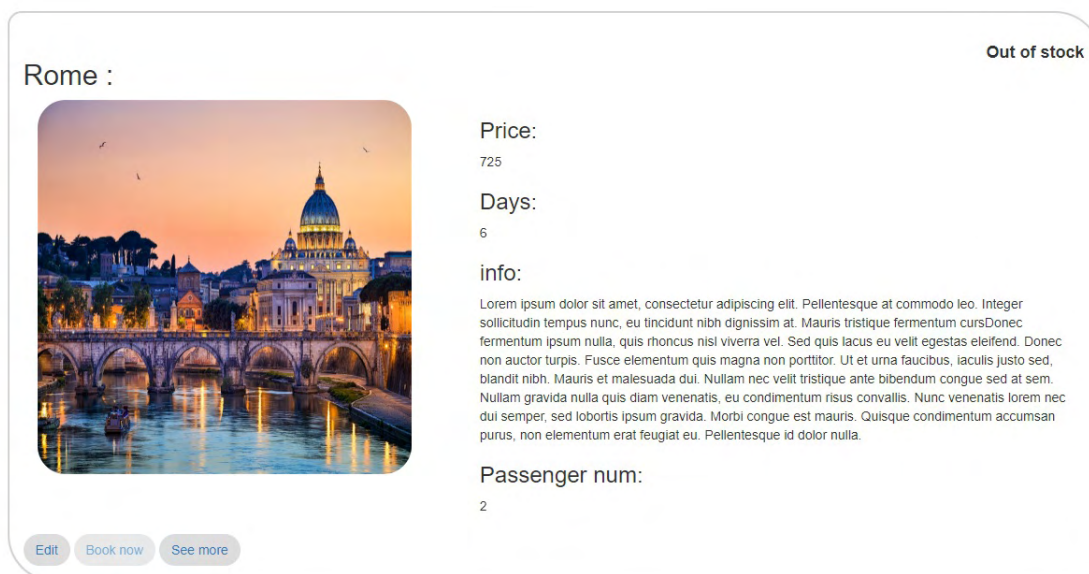 Out of stock
Rome :
Price:
725
Days:
6
info:
Lorem ipsum dolor sit amet, consectetur adipiscing elit. Pellentesque at commodo leo. Integer
sollicitudin tempus nunc, eu tincidunt nibh dignissim at. Mauris tristique fermentum cursDonec
fermentum ipsum nulla, quis rhoncus nisl viverra vel. Sed quis lacus eu velit egestas eleifend. Donec
non auctor turpis. Fusce elementum quis magna non porttitor. Ut et urna faucibus, iaculis justo sed,
blandit nibh. Mauris et malesuada dui. Nullam nec velit tristique ante bibendum congue sed at sem.
Nullam gravida nulla quis diam venenatis, eu condimentum risus convallis. Nunc venenatis lorem nec
dui semper, sed lobortis ipsum gravida. Morbi congue est mauris. Quisque condimentum accumsan
purus, non elementum erat feugiat eu. Pellentesque id dolor nulla.
Passenger num:
2
Edit Book now See more